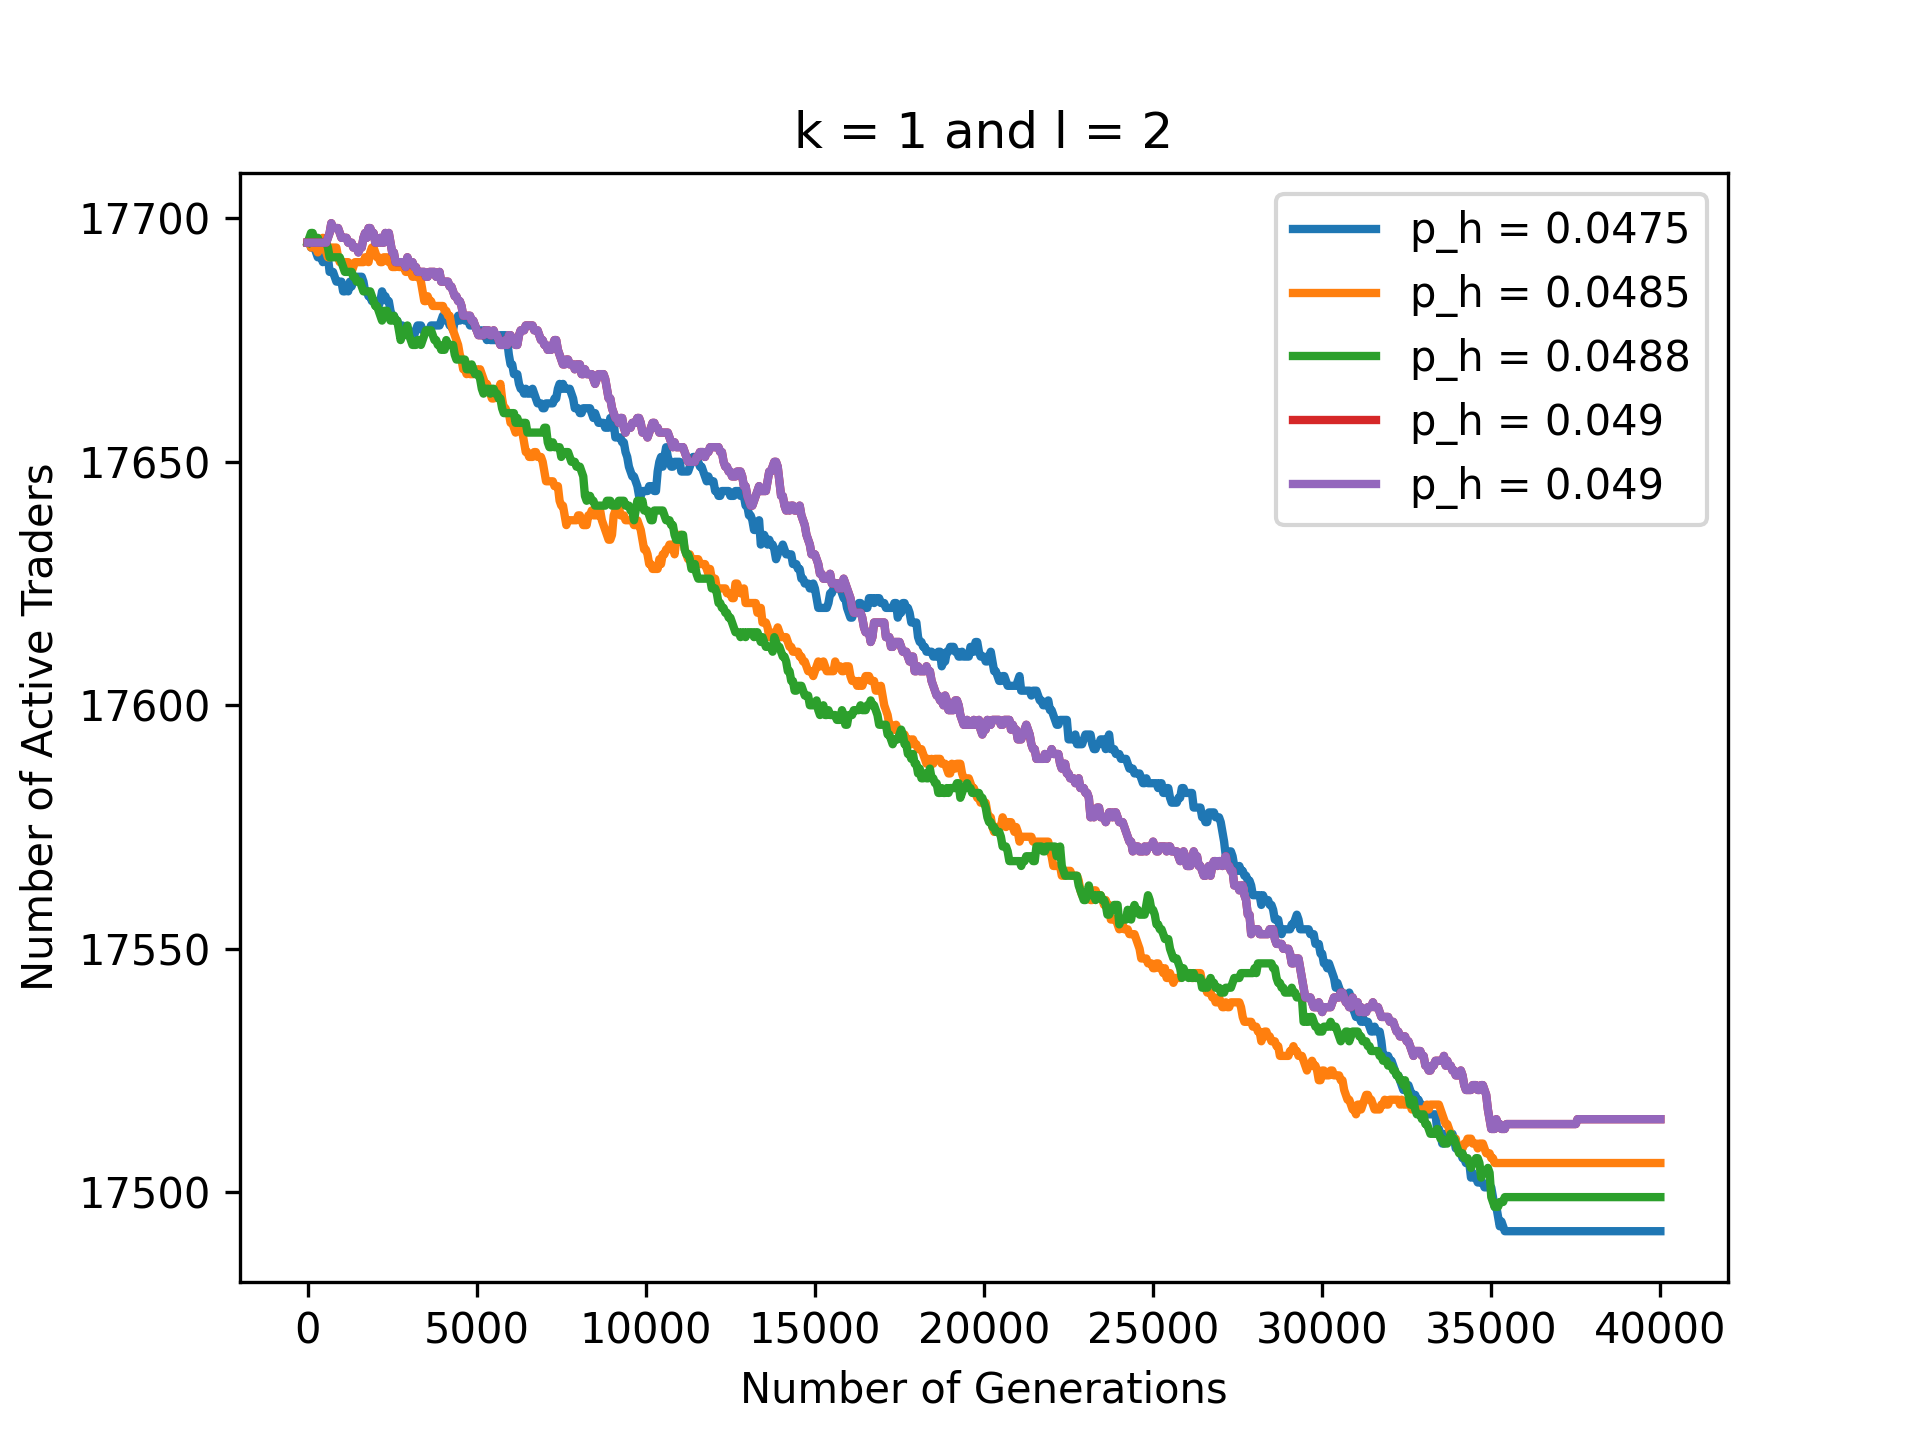 k = 1 and l = 2
Number of Active Traders
17700
17650
17600
17550
17500
p_h = 0.0475
p_h = 0.0485
p_h = 0.0488
p_h = 0.049
p_h = 0.049
0 5000 10000 15000 20000 25000 30000 35000 40000
Number of Generations